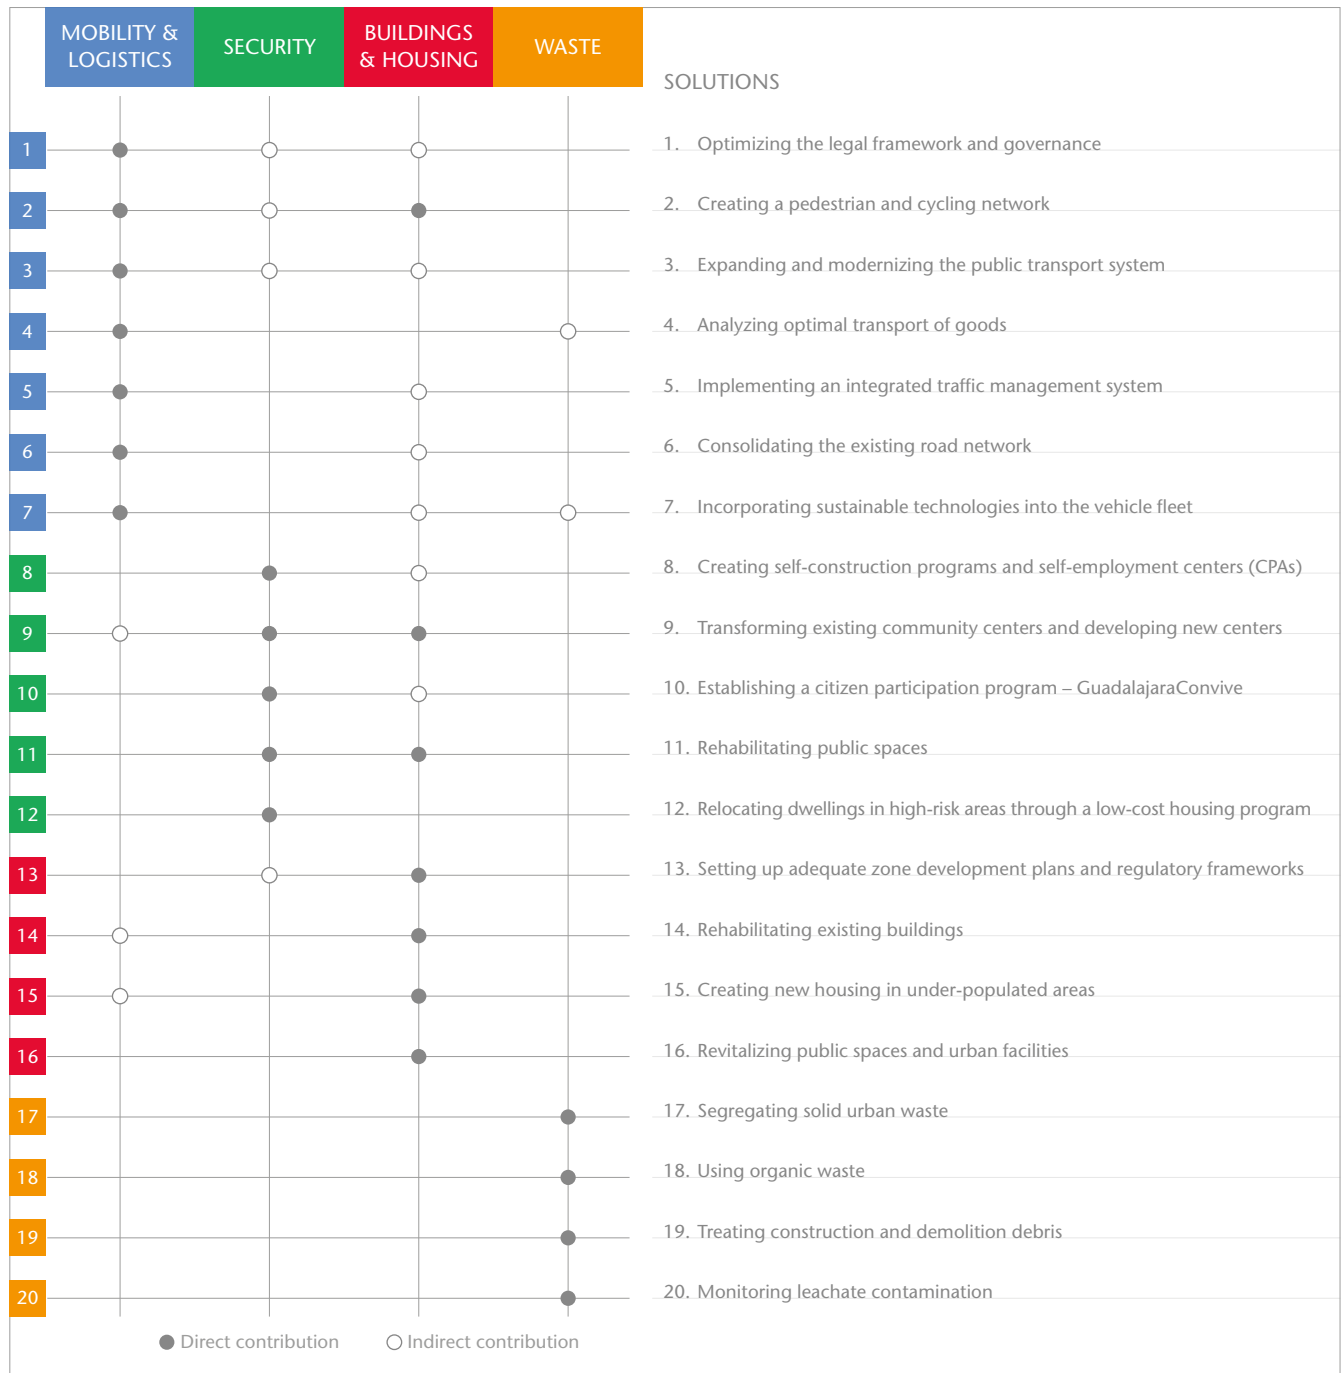 MOBILITY &
LOGISTICS
SECURITY
BUILDINGS
& HOUSING
WASTE
SOLUTIONS
1
1. Optimizing the legal framework and governance
2
2. Creating a pedestrian and cycling network
3
3. Expanding and modernizing the public transport system
4
4. Analyzing optimal transport of goods
5
5. Implementing an integrated traffic management system
6
6. Consolidating the existing road network
7
7. Incorporating sustainable technologies into the vehicle fleet
8
8. Creating self-construction programs and self-employment centers (CPAs)
9
9. Transforming existing community centers and developing new centers
10
10. Establishing a citizen participation program – GuadalajaraConvive
11
11. Rehabilitating public spaces
12
12. Relocating dwellings in high-risk areas through a low-cost housing program
13
13. Setting up adequate zone development plans and regulatory frameworks
14
14. Rehabilitating existing buildings
15
15. Creating new housing in under-populated areas
16
16. Revitalizing public spaces and urban facilities
17
17. Segregating solid urban waste
18
18. Using organic waste
19
19. Treating construction and demolition debris
20
20. Monitoring leachate contamination
Direct contribution
Indirect contribution